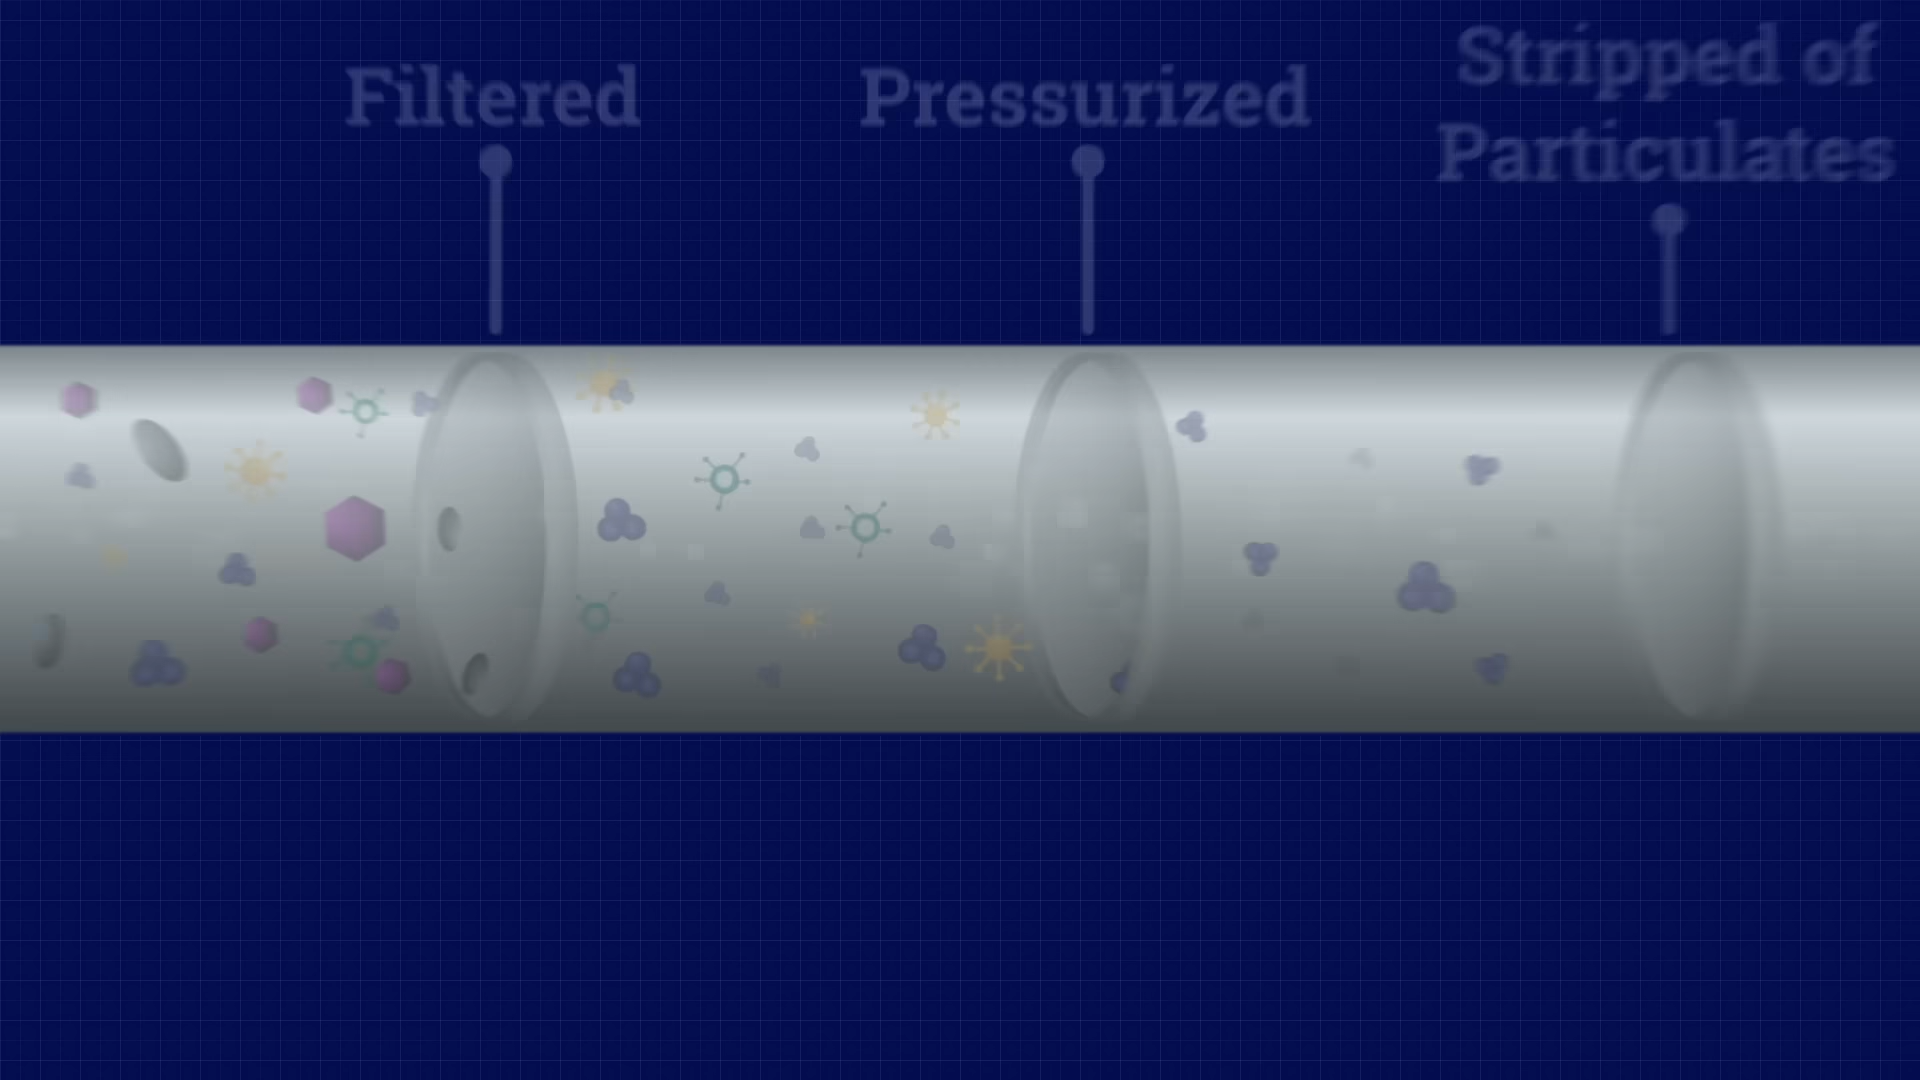 Filtered
Pressurized
Stripped of
Particulates